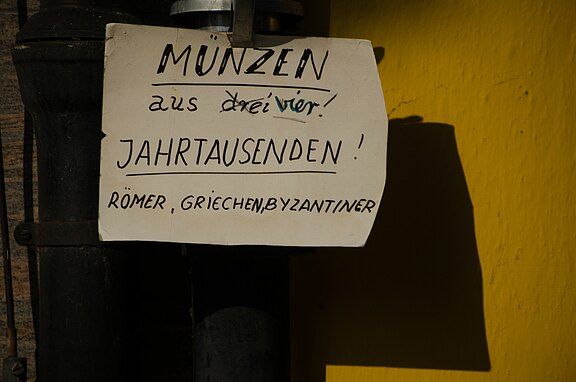 MÜNZEN
aus drei vier!
JAHRTAUSENDEN!
RÖMER, GRIECHEN, BYZANTINER